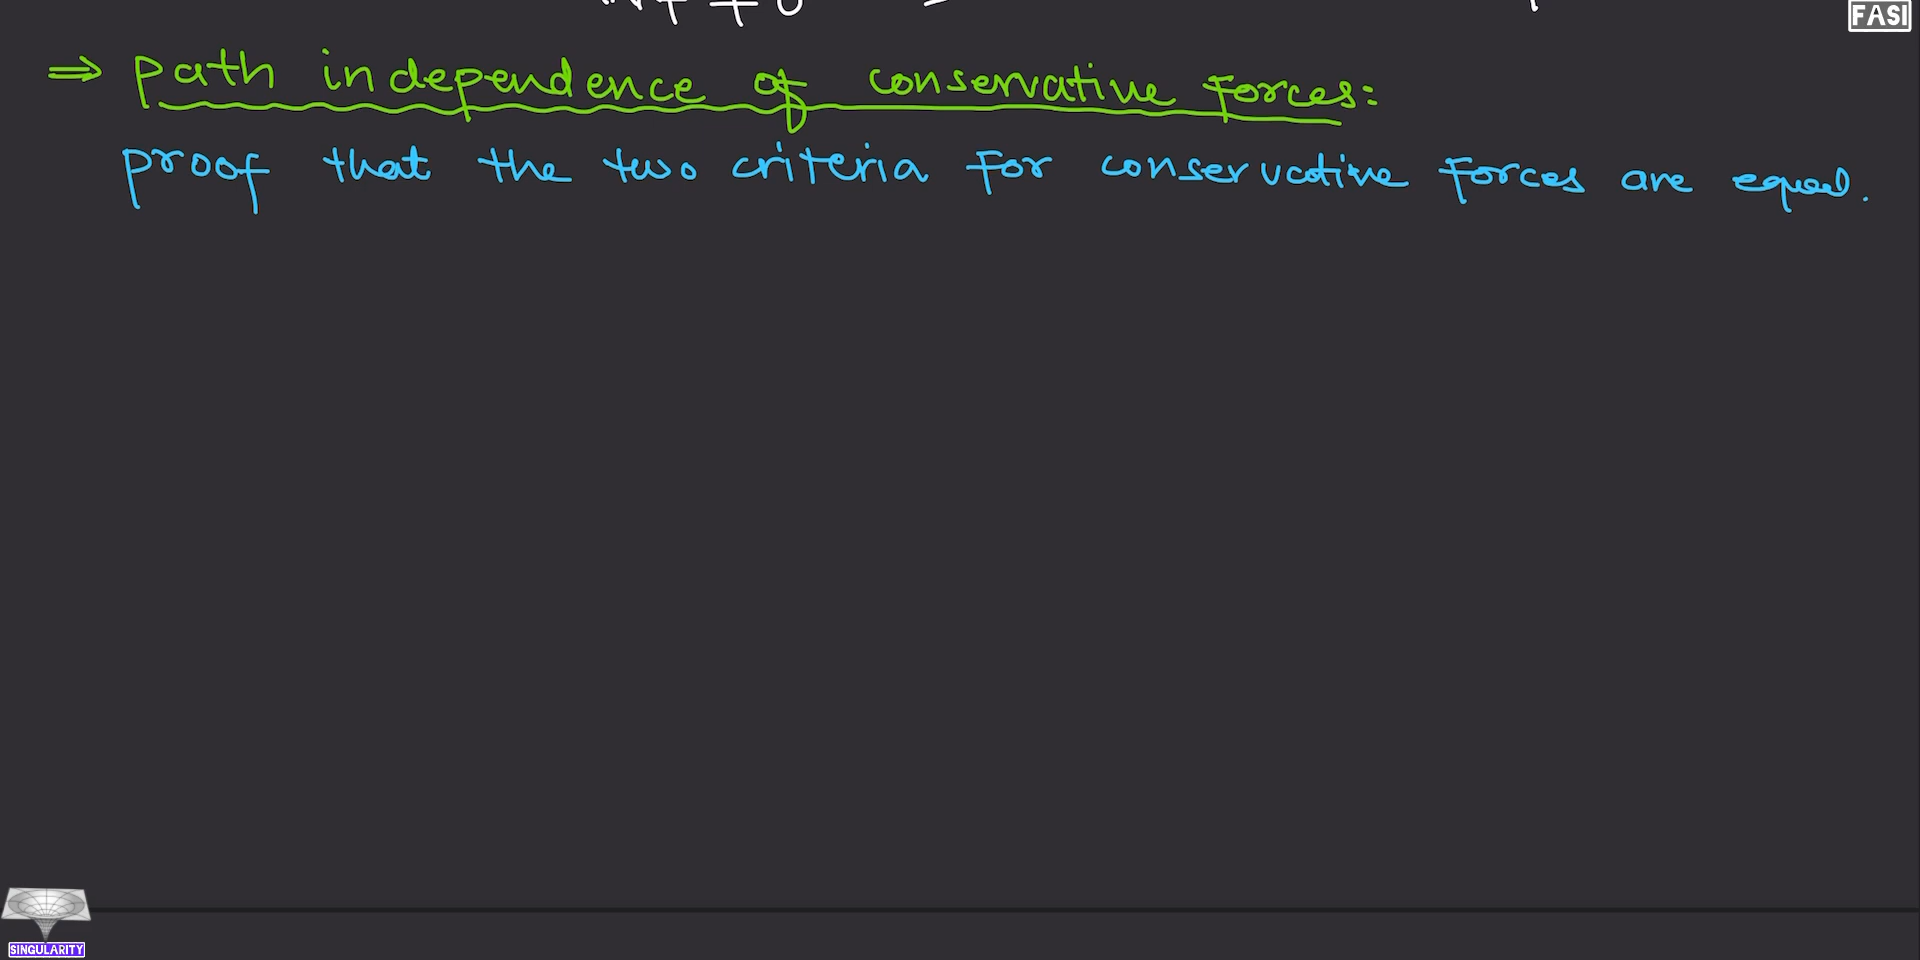 FASI
⇒ Path independence of conservative Forces:
proof that the two criteria for conservative Forces are equal.
SINGULARITY